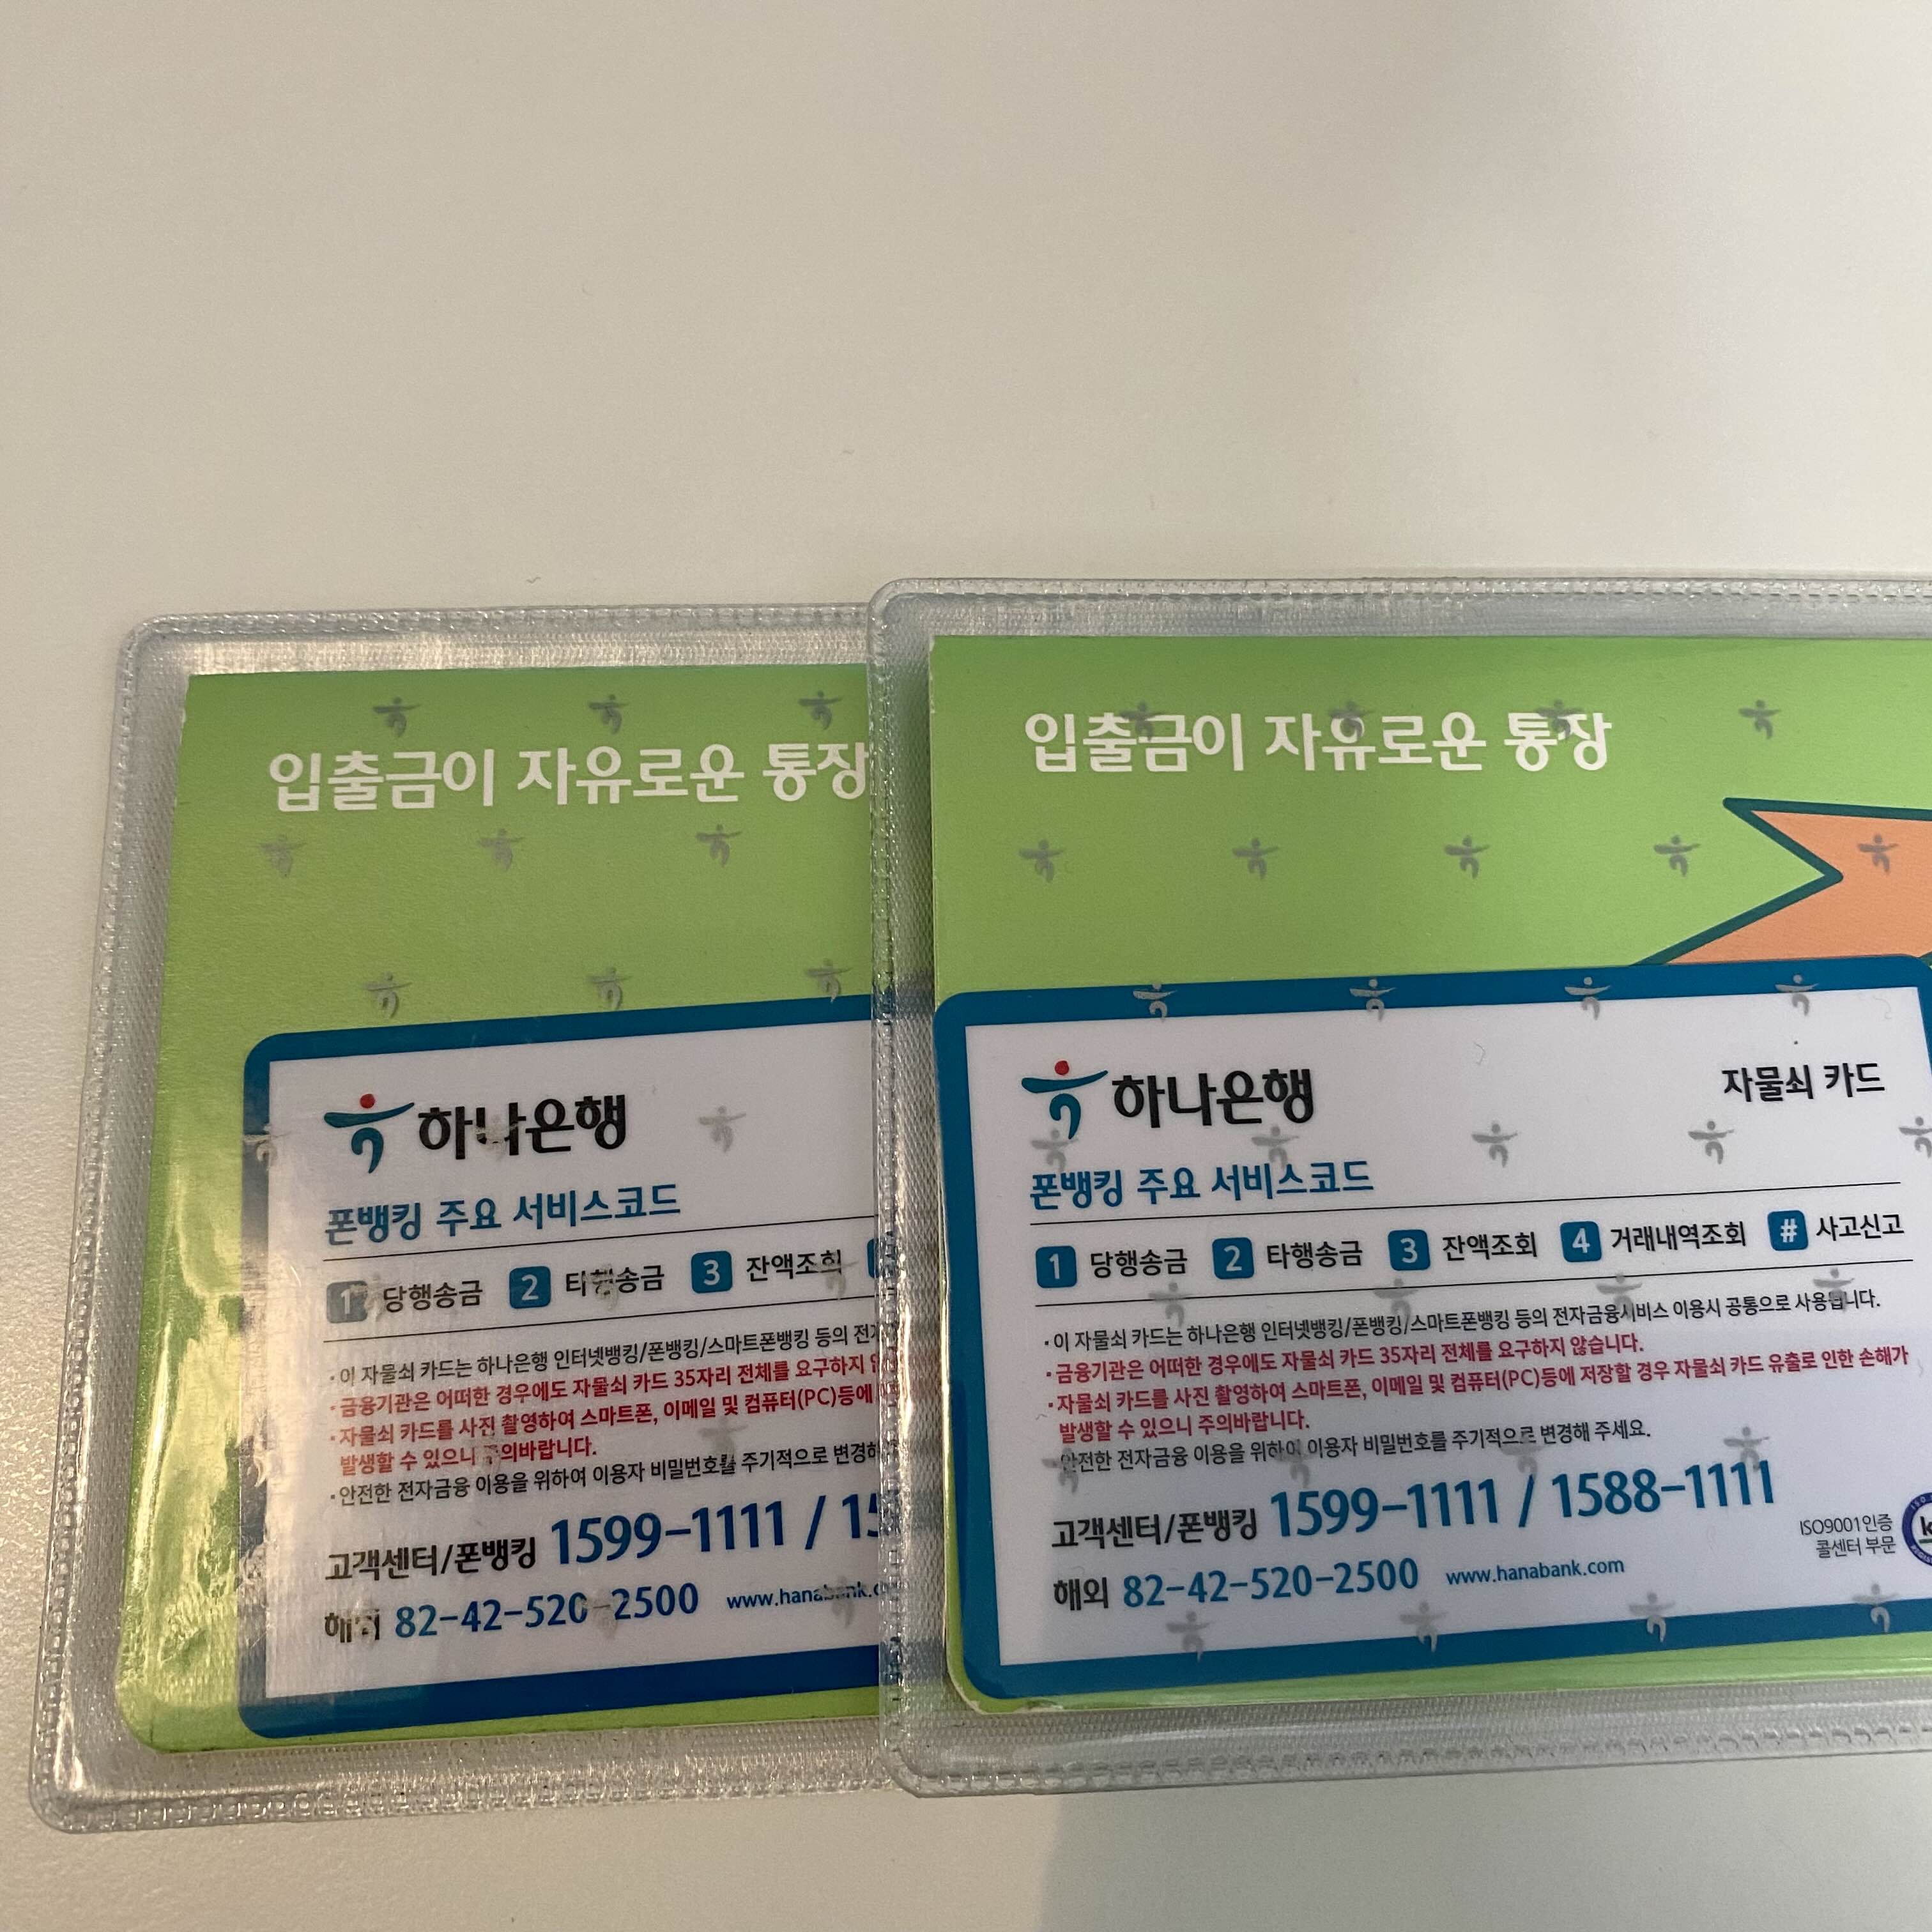 입출금이 자유로운 통장
하나은행
폰뱅킹 주요 서비스코드
1 당행송금 2 타행송금 3 잔액조회
· 이 자물쇠 카드는 하나은행 인터넷뱅킹/폰뱅킹/스마트폰뱅킹 등의
· 금융기관은 어떠한 경우에도 자물쇠 카드 35자리 전체를 요구하지
· 자물쇠 카드를 사진 촬영하여 스마트폰, 이메일 및 컴퓨터(PC)등에
발생할 수 있으니 주의바랍니다.
· 안전한 전자금융 이용을 위하여 이용자 비밀번호를 주기적으로
고객센터/폰뱅킹 1599-1111 /
해외 82-42-520-2500
입출금이 자유로운 통장
하나은행 자물쇠 카드
폰뱅킹 주요 서비스코드
1 당행송금 2 타행송금 3 잔액조회 4 거래내역조회 # 사고신고
· 이 자물쇠 카드는 하나은행 인터넷뱅킹/폰뱅킹/스마트폰뱅킹 등의 전자금융서비스 이용시 공통으로 사용됩니다.
· 금융기관은 어떠한 경우에도 자물쇠 카드 35자리 전체를 요구하지 않습니다.
· 자물쇠 카드를 사진 촬영하여 스마트폰, 이메일 및 컴퓨터(PC)등에 저장할 경우 자물쇠 카드 유출로 인한 손해가
발생할 수 있으니 주의바랍니다.
안전한 전자금융 이용을 위하여 이용자 비밀번호를 주기적으로 변경해 주세요.
고객센터/폰뱅킹 1599-1111 / 1588-1111
해외 82-42-520-2500 www.hanabank.com
ISO9001인증
콜센터 부문